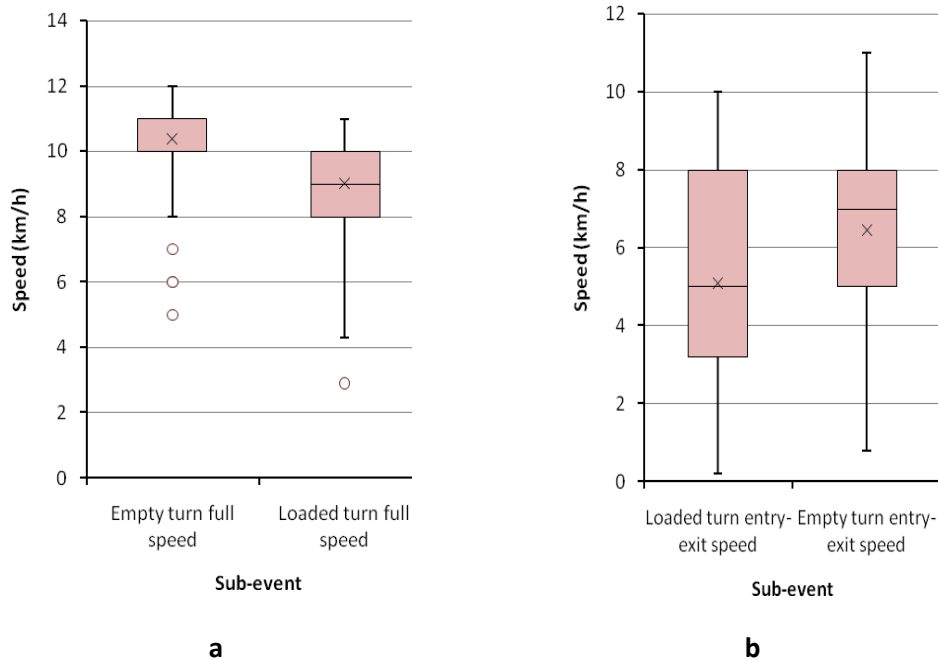 14
12
10
8
6
4
2
0
Speed (km/h)
Empty turn full
speed
Loaded turn full
speed
Sub-event
a
12
10
8
6
4
2
0
Speed (km/h)
Loaded turn entry-
exit speed
Empty turn entry-
exit speed
Sub-event
b